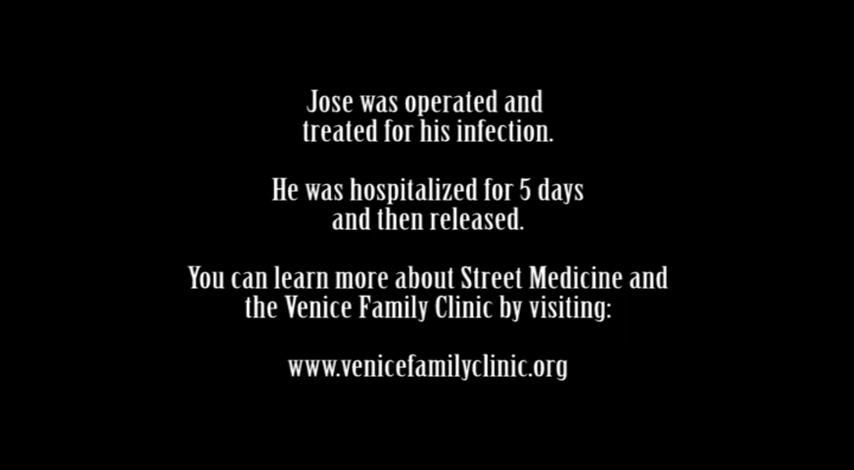 Jose was operated and
treated for his infection.
He was hospitalized for 5 days
and then released.
You can learn more about Street Medicine and
the Venice Family Clinic by visiting:
www.venicefamilyclinic.org